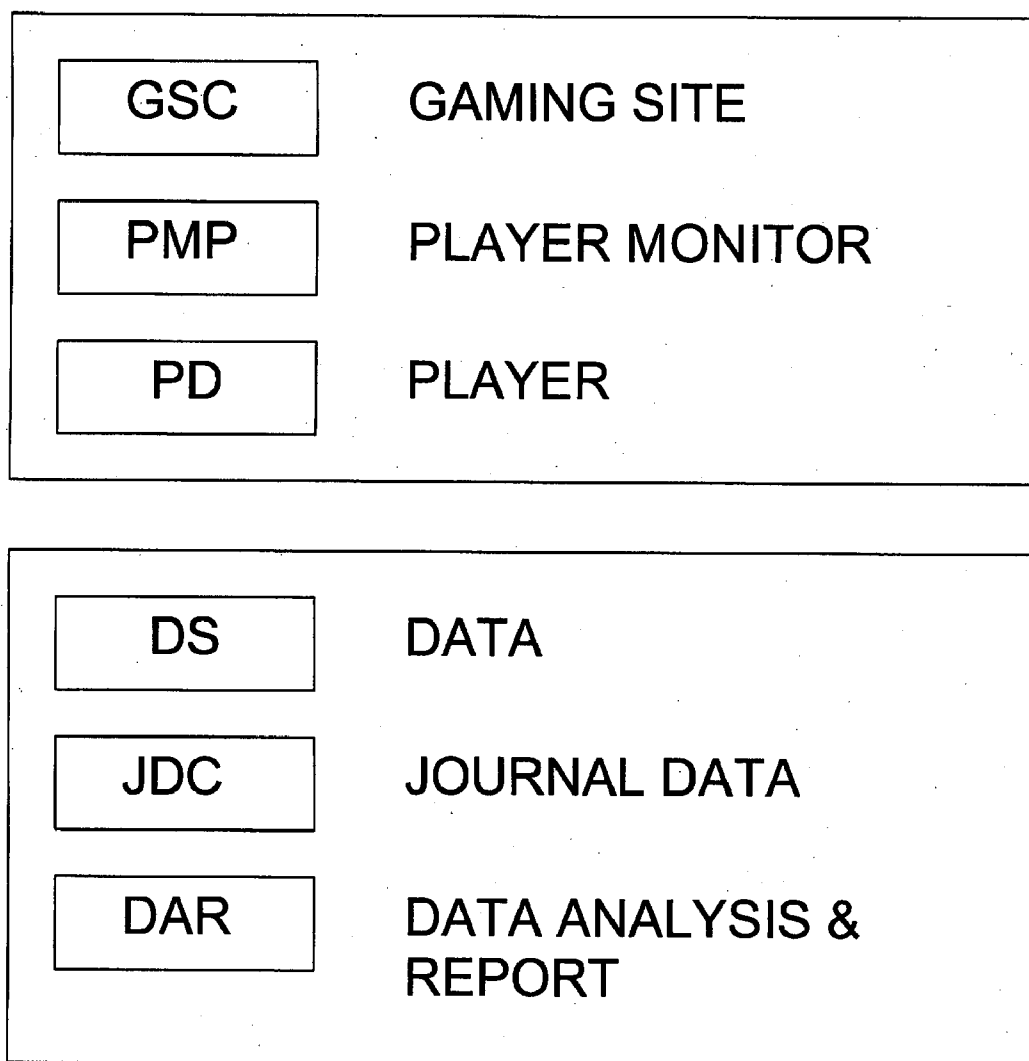 GSC GAMING SITE
PMP PLAYER MONITOR
PD PLAYER
DS DATA
JDC JOURNAL DATA
DAR DATA ANALYSIS &
REPORT